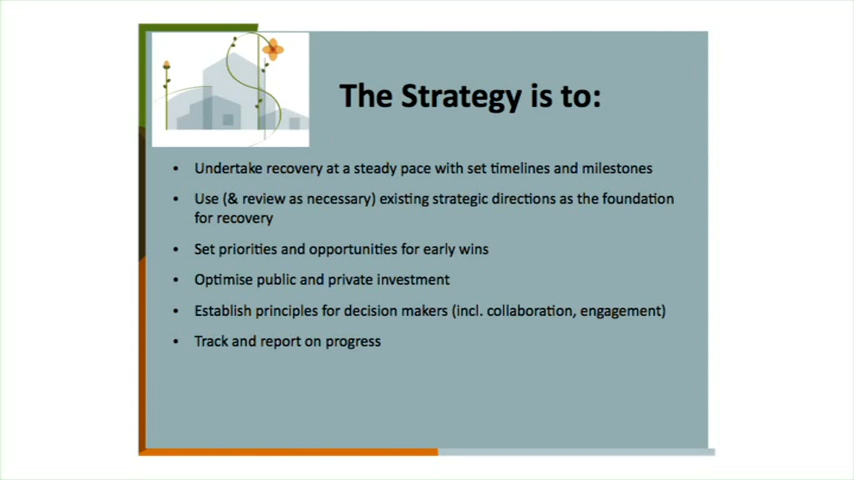 The Strategy is to:
• Undertake recovery at a steady pace with set timelines and milestones
• Use (& review as necessary) existing strategic directions as the foundation
for recovery
• Set priorities and opportunities for early wins
• Optimise public and private investment
• Establish principles for decision makers (incl. collaboration, engagement)
• Track and report on progress